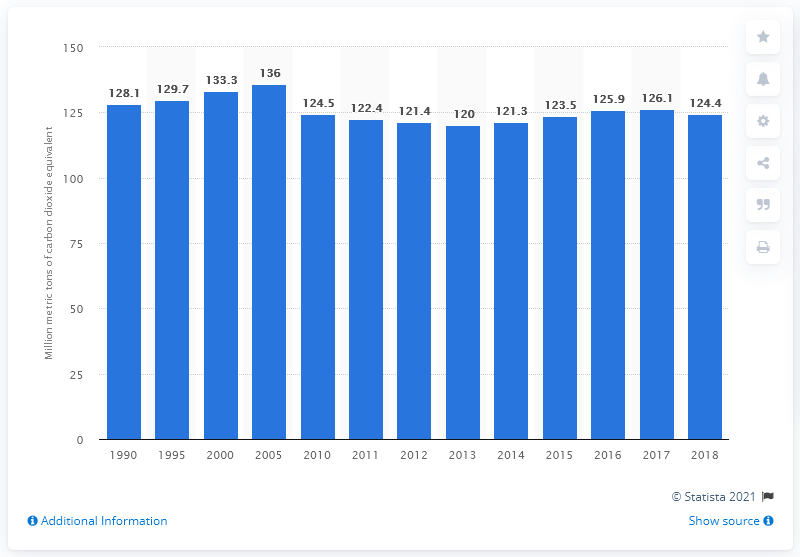 150
125
100
75
50
25
0
Million metric tons of carbon dioxide equivalent
128.1 129.7 133.3 136 124.5 122.4 121.4 120 121.3 123.5 125.9 126.1 124.4
1990 1995 2000 2005 2010 2011 2012 2013 2014 2015 2016 2017 2018
© Statista 2021
Additional Information Show source